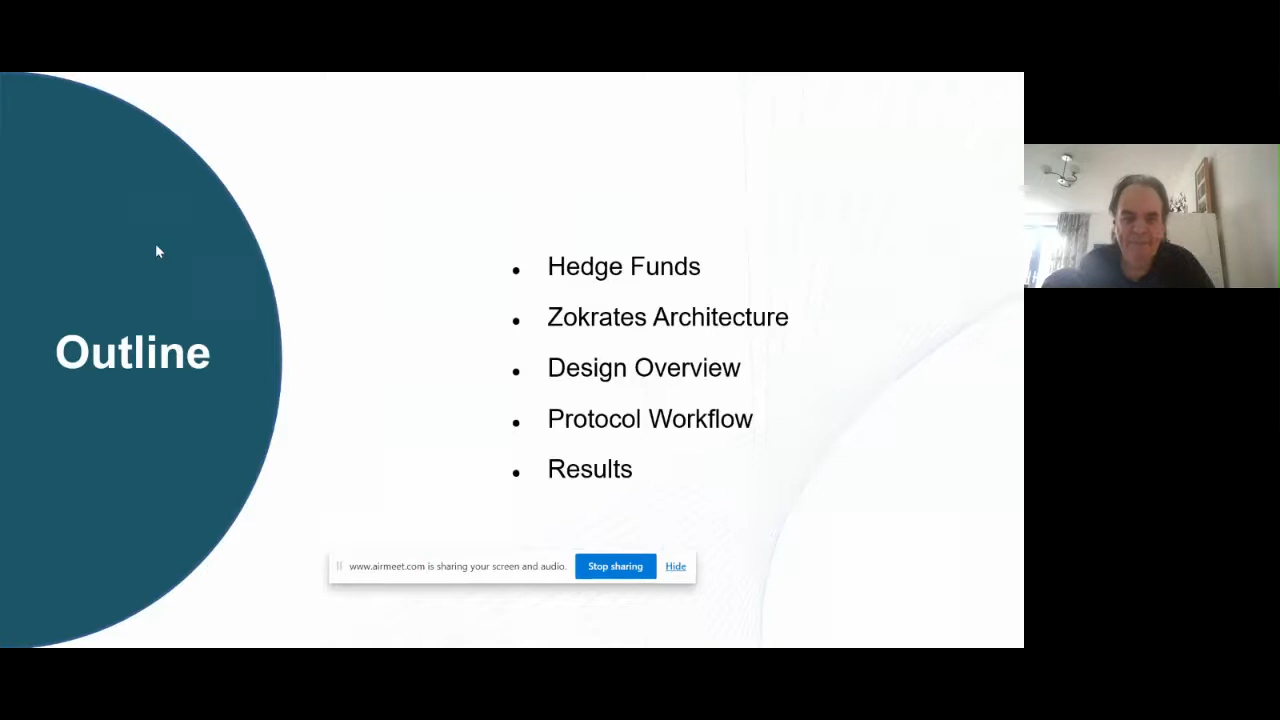 Outline
Hedge Funds
Zokrates Architecture
Design Overview
Protocol Workflow
Results
www.airmeet.com is sharing your screen and audio. Stop sharing Hide